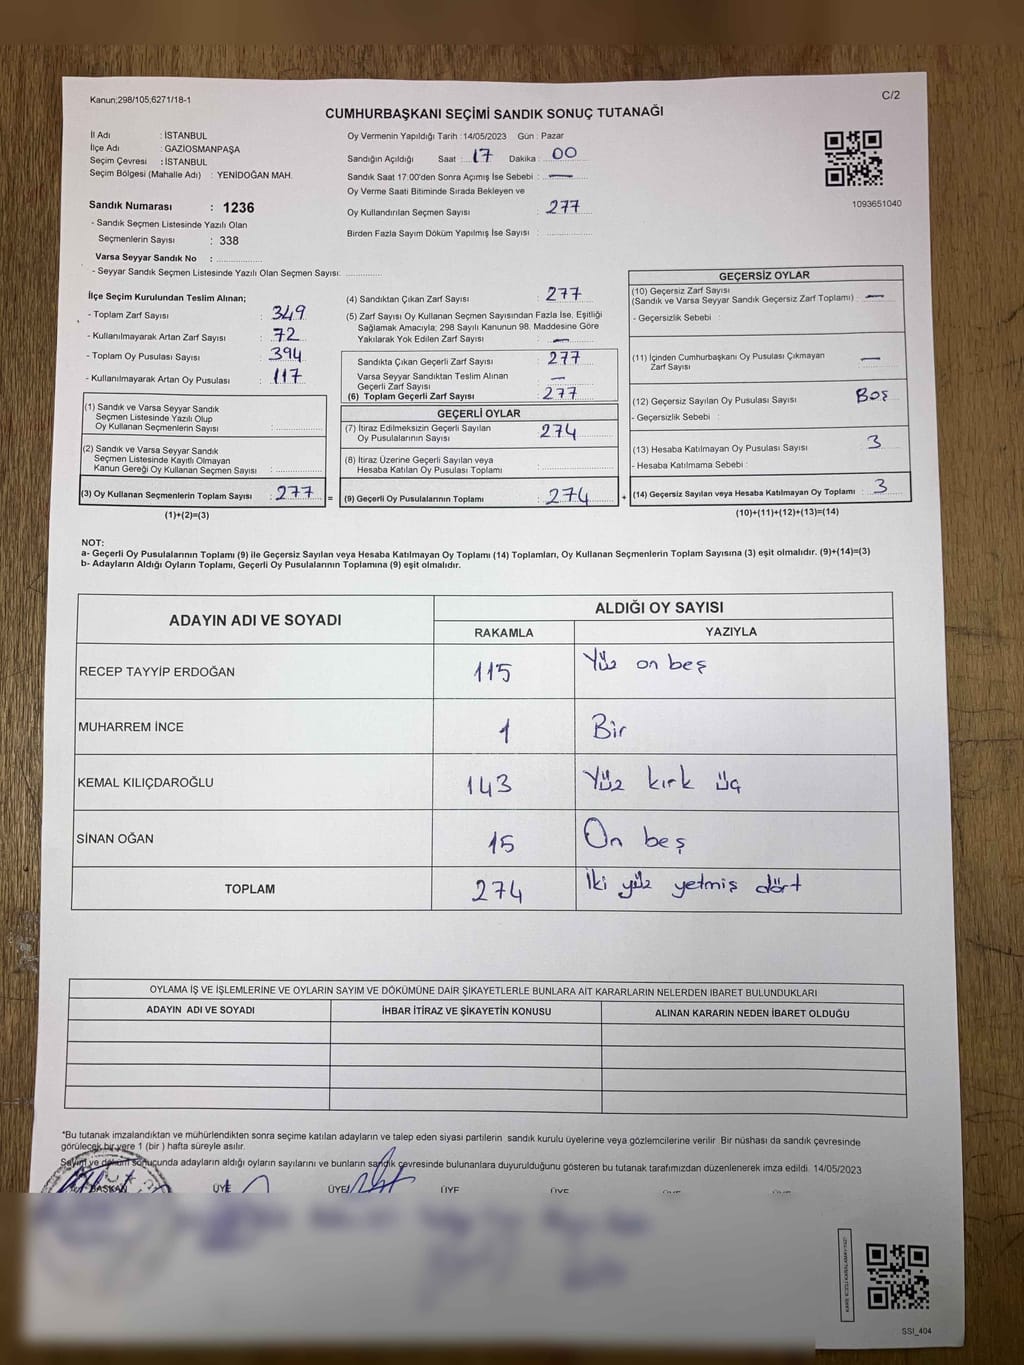 Kanun;298/105;6271/18-1
C/2
CUMHURBAŞKANI SEÇİMİ SANDIK SONUÇ TUTANAĞI
İl Adı : İSTANBUL
İlçe Adı : GAZİOSMANPAŞA
Seçim Çevresi : İSTANBUL
Seçim Bölgesi (Mahalle Adı) : YENİDOĞAN MAH.
Sandık Numarası : 1236
- Sandık Seçmen Listesinde Yazılı Olan
Seçmenlerin Sayısı : 338
Varsa Seyyar Sandık No :
- Seyyar Sandık Seçmen Listesinde Yazılı Olan Seçmen Sayısı:
Oy Vermenin Yapıldığı Tarih : 14/05/2023 Gün : Pazar
Sandığın Açıldığı Saat : 17 Dakika : 00
Sandık Saat 17:00'den Sonra Açımış İse Sebebi : —
Oy Verme Saati Bitiminde Sırada Bekleyen ve
Oy Kullandırılan Seçmen Sayısı : 277
Birden Fazla Sayım Döküm Yapılmış İse Sayısı :
1093651040
İlçe Seçim Kurulundan Teslim Alınan;
- Toplam Zarf Sayısı : 349
- Kullanılmayarak Artan Zarf Sayısı : 72
- Toplam Oy Pusulası Sayısı : 394
- Kullanılmayarak Artan Oy Pusulası : 117
(1) Sandık ve Varsa Seyyar Sandık
Seçmen Listesinde Yazılı Olup
Oy Kullanan Seçmenlerin Sayısı :
(2) Sandık ve Varsa Seyyar Sandık
Seçmen Listesinde Kayıtlı Olmayan
Kanun Gereği Oy Kullanan Seçmen Sayısı :
(3) Oy Kullanan Seçmenlerin Toplam Sayısı : 277
(1)+(2)=(3)
(4) Sandıktan Çıkan Zarf Sayısı : 277
(5) Zarf Sayısı Oy Kullanan Seçmen Sayısından Fazla İse, Eşitliği
Sağlamak Amacıyla; 298 Sayılı Kanunun 98. Maddesine Göre
Yakılarak Yok Edilen Zarf Sayısı : —
Sandıkta Çıkan Geçerli Zarf Sayısı : 277
Varsa Seyyar Sandıktan Teslim Alınan
Geçerli Zarf Sayısı : —
(6) Toplam Geçerli Zarf Sayısı : 277
GEÇERLİ OYLAR
(7) İtiraz Edilmeksizin Geçerli Sayılan
Oy Pusulalarının Sayısı : 274
(8) İtiraz Üzerine Geçerli Sayılan veya
Hesaba Katılan Oy Pusulası Toplamı :
= (9) Geçerli Oy Pusulalarının Toplamı : 274
GEÇERSİZ OYLAR
(10) Geçersiz Zarf Sayısı
(Sandık ve Varsa Seyyar Sandık Geçersiz Zarf Toplamı) : —
- Geçersizlik Sebebi :
(11) İçinden Cumhurbaşkanı Oy Pusulası Çıkmayan
Zarf Sayısı : —
(12) Geçersiz Sayılan Oy Pusulası Sayısı : Boş
- Geçersizlik Sebebi :
(13) Hesaba Katılmayan Oy Pusulası Sayısı : 3
- Hesaba Katılmama Sebebi :
+ (14) Geçersiz Sayılan veya Hesaba Katılmayan Oy Toplamı : 3
(10)+(11)+(12)+(13)=(14)
NOT:
a- Geçerli Oy Pusulalarının Toplamı (9) ile Geçersiz Sayılan veya Hesaba Katılmayan Oy Toplamı (14) Toplamları, Oy Kullanan Seçmenlerin Toplam Sayısına (3) eşit olmalıdır. (9)+(14)=(3)
b- Adayların Aldığı Oyların Toplamı, Geçerli Oy Pusulalarının Toplamına (9) eşit olmalıdır.
ADAYIN ADI VE SOYADI ALDIĞI OY SAYISI
RAKAMLA YAZIYLA
RECEP TAYYİP ERDOĞAN 115 Yüz on beş
MUHARREM İNCE 1 Bir
KEMAL KILIÇDAROĞLU 143 Yüz kırk üç
SİNAN OĞAN 15 On beş
TOPLAM 274 İki yüz yetmiş dört
OYLAMA İŞ VE İŞLEMLERİNE VE OYLARIN SAYIM VE DÖKÜMÜNE DAİR ŞİKAYETLERLE BUNLARA AİT KARARLARIN NELERDEN İBARET BULUNDUKLARI
ADAYIN ADI VE SOYADI İHBAR İTİRAZ VE ŞİKAYETİN KONUSU ALINAN KARARIN NEDEN İBARET OLDUĞU
*Bu tutanak imzalandıktan ve mühürlendikten sonra seçime katılan adayların ve talep eden siyasi partilerin sandık kurulu üyelerine veya gözlemcilerine verilir. Bir nüshası da sandık çevresinde
görülecek bir yere 1 (bir ) hafta süreyle asılır.
Sayım ve döküm sonucunda adayların aldığı oyların sayılarını ve bunların sandık çevresinde bulunanlara duyurulduğunu gösteren bu tutanak tarafımızdan düzenlenerek imza edildi. 14/05/2023
BAŞKAN ÜYE ÜYE ÜYE ÜYE
SSI_404